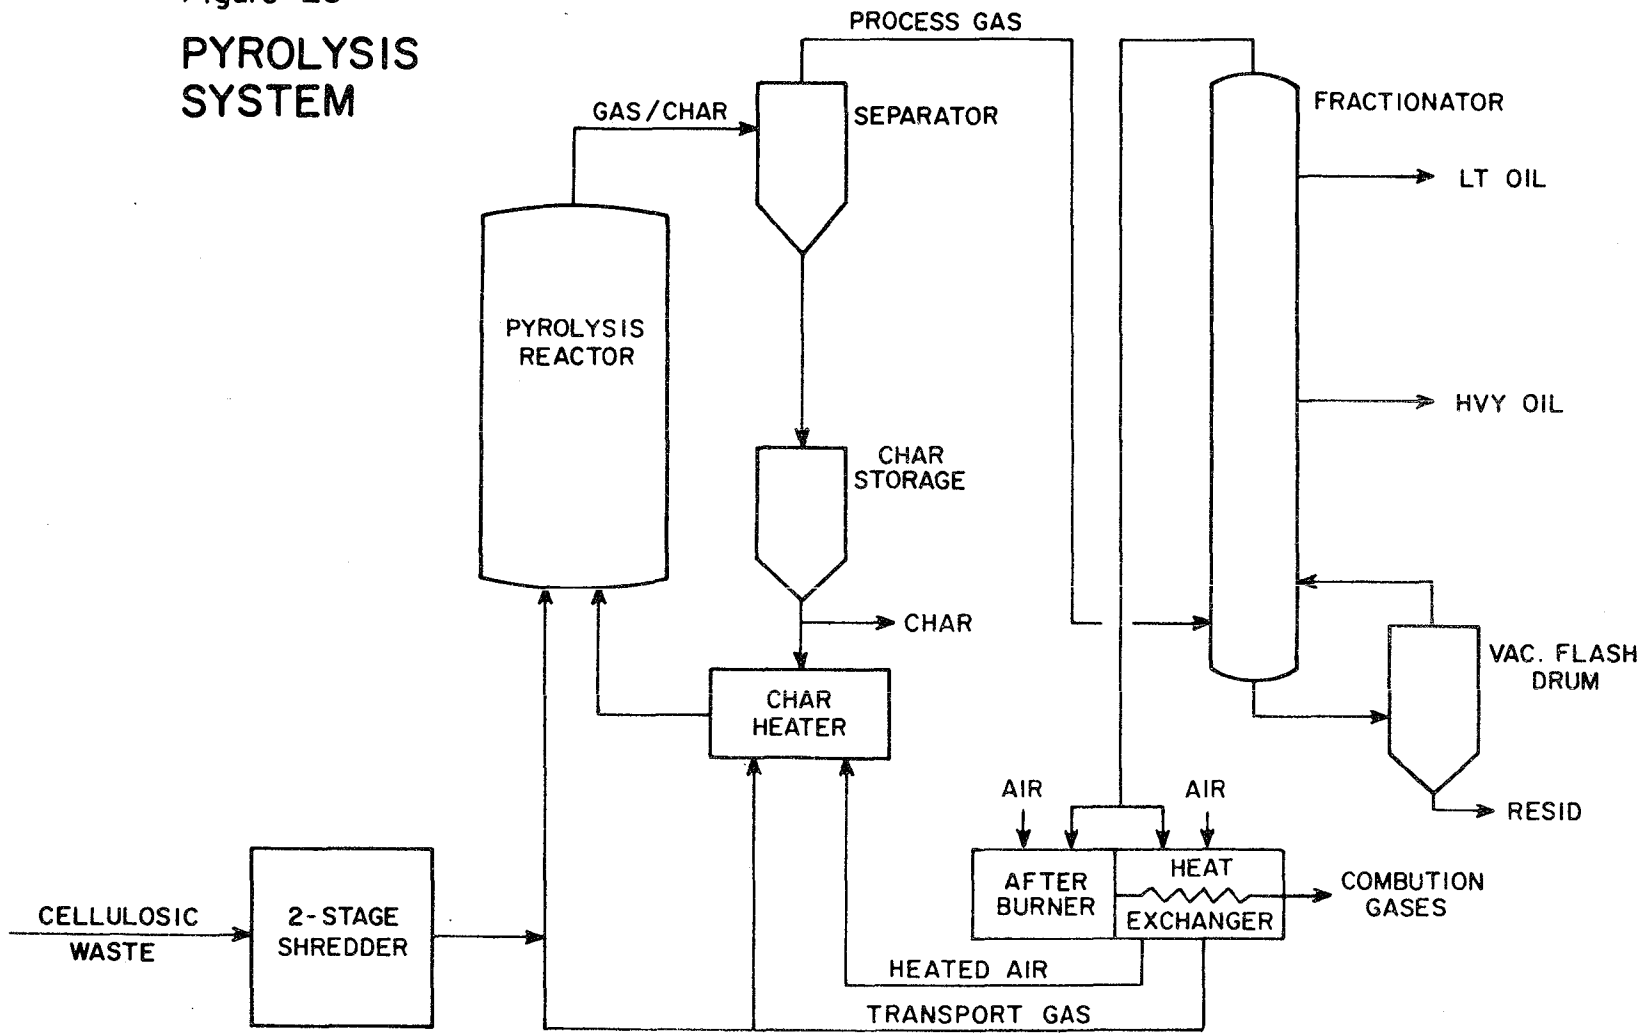 Figure
PYROLYSIS
SYSTEM
PROCESS GAS
GAS/CHAR
SEPARATOR
FRACTIONATOR
LT OIL
PYROLYSIS
REACTOR
HVY OIL
CHAR
STORAGE
CHAR
VAC. FLASH
DRUM
CHAR
HEATER
AIR
AIR
RESID
AFTER
BURNER
HEAT
EXCHANGER
COMBUTION
GASES
CELLULOSIC
WASTE
2-STAGE
SHREDDER
HEATED AIR
TRANSPORT GAS